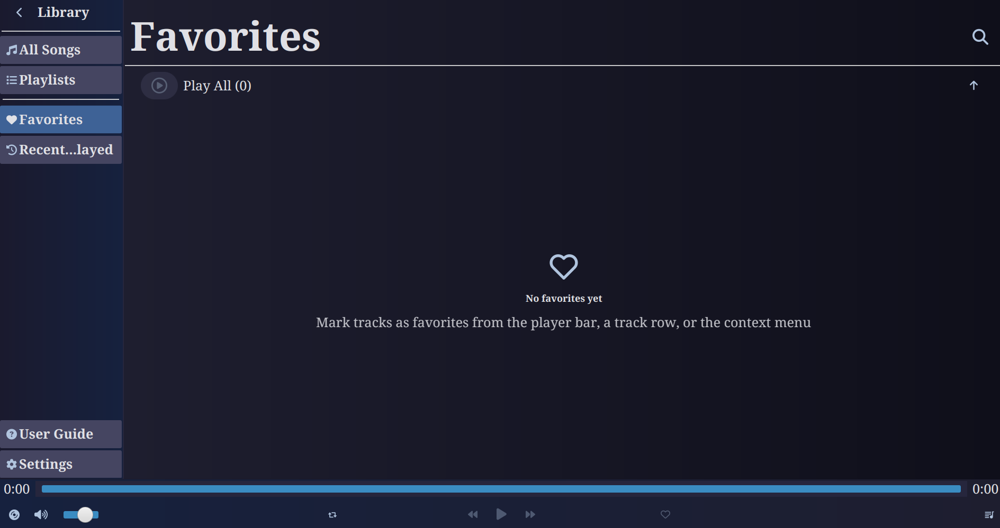 Library
All Songs
Playlists
Favorites
Recent...layed
User Guide
Settings
Favorites
Play All (0)
No favorites yet
Mark tracks as favorites from the player bar, a track row, or the context menu
0:00
0:00